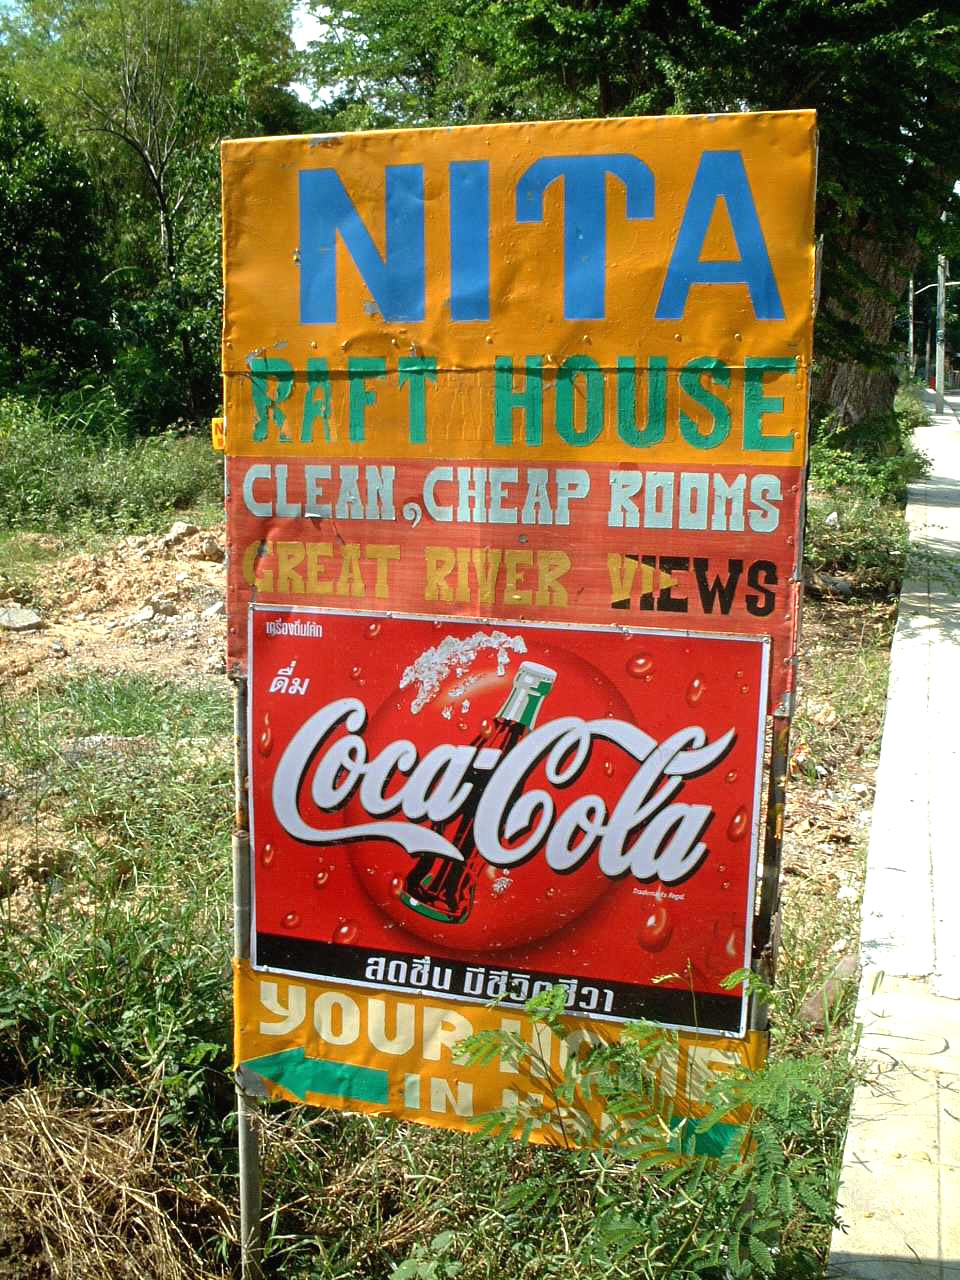 NITA
RAFT HOUSE
CLEAN, CHEAP ROOMS
GREAT RIVER VIEWS
เครื่องดื่มโค้ก
ดื่ม
Coca-Cola
สดชื่น มีชีวิตชีวา
YOUR HOME
IN